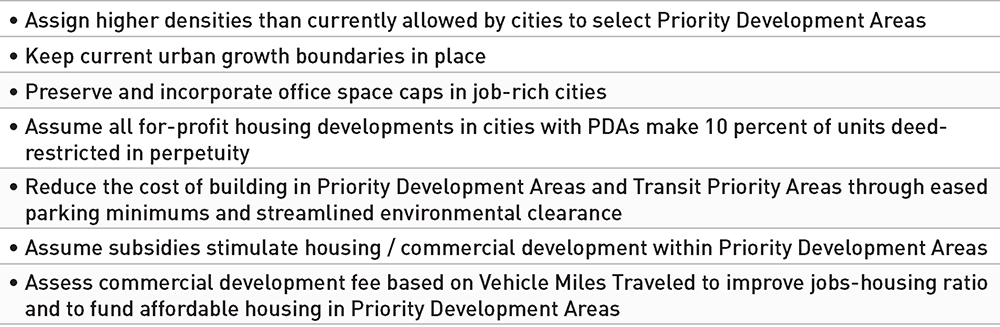 • Assign higher densities than currently allowed by cities to select Priority Development Areas
• Keep current urban growth boundaries in place
• Preserve and incorporate office space caps in job-rich cities
• Assume all for-profit housing developments in cities with PDAs make 10 percent of units deed-
restricted in perpetuity
• Reduce the cost of building in Priority Development Areas and Transit Priority Areas through eased
parking minimums and streamlined environmental clearance
• Assume subsidies stimulate housing / commercial development within Priority Development Areas
• Assess commercial development fee based on Vehicle Miles Traveled to improve jobs-housing ratio
and to fund affordable housing in Priority Development Areas